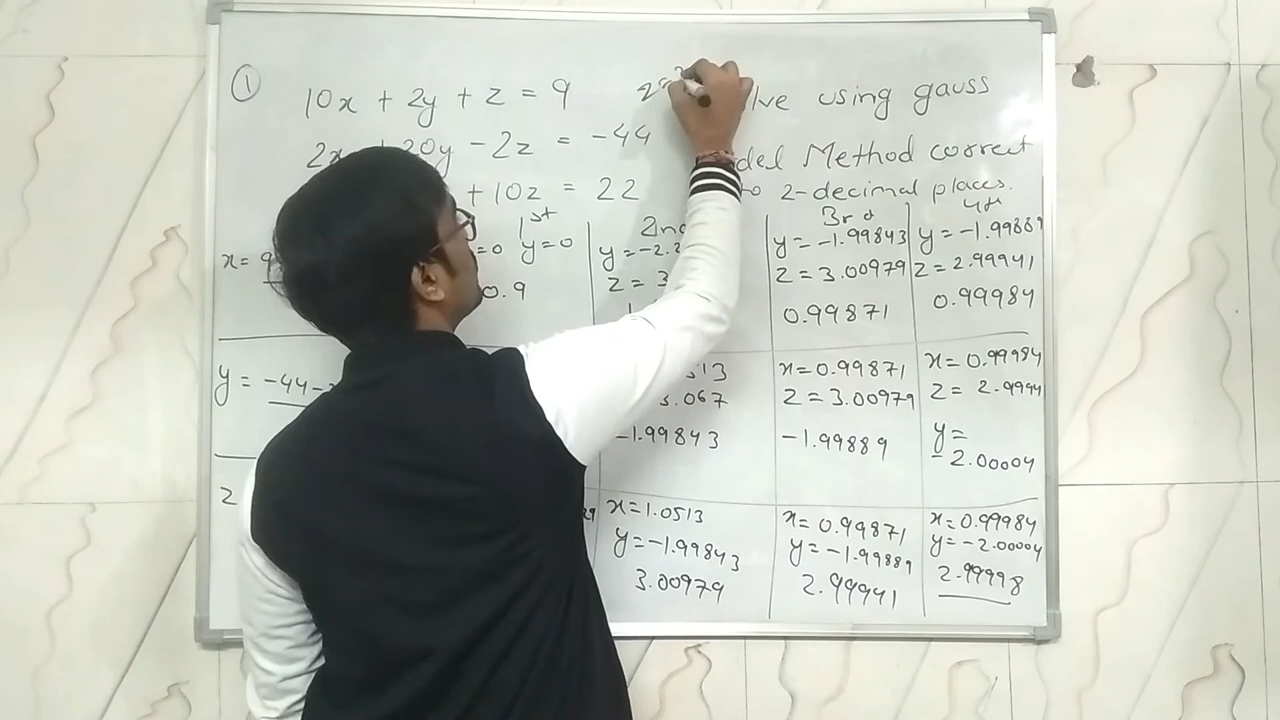 ①
10x + 2y + z = 9
2x + 20y - 2z = -44
+ 10z = 22
using gauss
Method correct
to 2-decimal places.
x = 9
1st
=0 y=0
0.9
2nd
y=-2.2
z=3
3rd
y=-1.99843
z=3.00979
0.99871
4th
y=-1.99889
z=2.99941
0.99984
y = -44-
.067
-1.99843
x=0.99871
z=3.00979
-1.99889
x=0.99984
z= 2.9994
y=
-2.00004
z
x=1.0513
y=-1.99843
3.00979
x=0.99871
y=-1.99889
2.99941
x=0.99984
y=-2.00004
2.99998